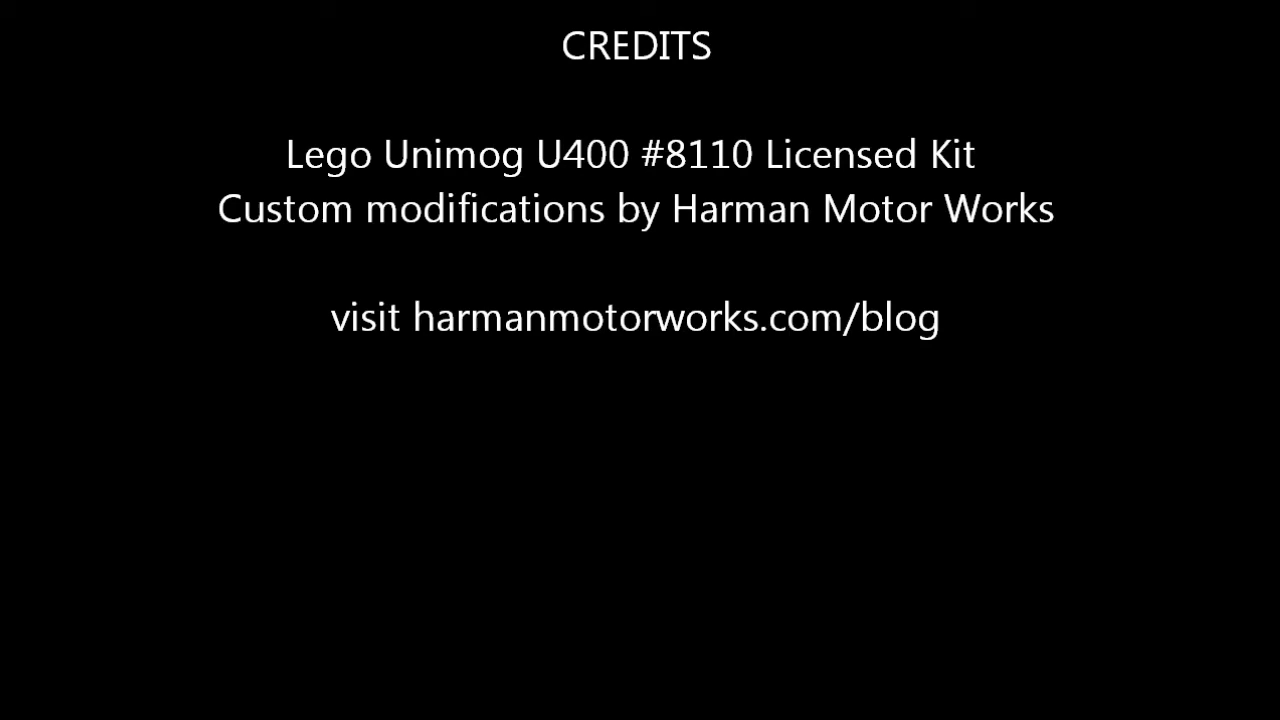 CREDITS
Lego Unimog U400 #8110 Licensed Kit
Custom modifications by Harman Motor Works
visit harmanmotorworks.com/blog